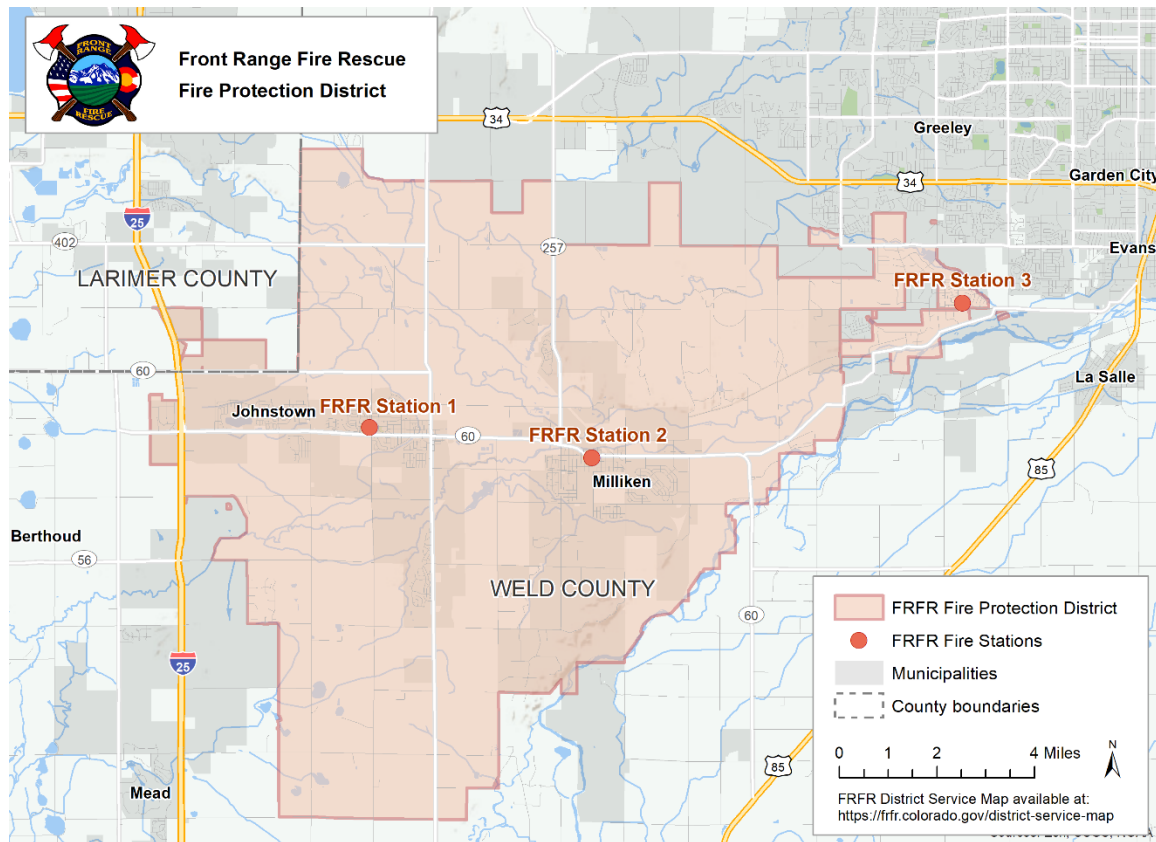 FRONT RANGE
FIRE RESCUE
Front Range Fire Rescue
Fire Protection District
34
Greeley
34
Garden City
25
402
257
Evans
LARIMER COUNTY
FRFR Station 3
60
La Salle
Johnstown
FRFR Station 1
60
FRFR Station 2
85
Milliken
Berthoud
56
WELD COUNTY
60
25
85
Mead
FRFR Fire Protection District
FRFR Fire Stations
Municipalities
County boundaries
0 1 2 4 Miles
N
FRFR District Service Map available at:
https://frfr.colorado.gov/district-service-map